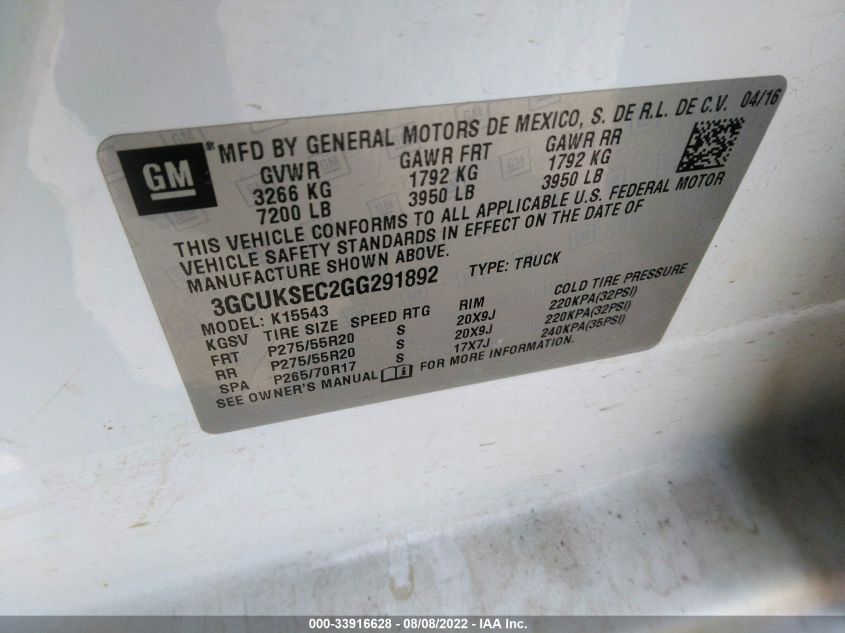 GM ® MFD BY GENERAL MOTORS DE MEXICO, S. DE R.L. DE C.V. 04/16
GVWR GAWR FRT GAWR RR
3266 KG 1792 KG 1792 KG
7200 LB 3950 LB 3950 LB
THIS VEHICLE CONFORMS TO ALL APPLICABLE U.S. FEDERAL MOTOR
VEHICLE SAFETY STANDARDS IN EFFECT ON THE DATE OF
MANUFACTURE SHOWN ABOVE.
3GCUKSEC2GG291892 TYPE: TRUCK
MODEL: K15543
KGSV TIRE SIZE SPEED RTG RIM COLD TIRE PRESSURE
FRT P275/55R20 S 20X9J 220KPA(32PSI)
RR P275/55R20 S 20X9J 220KPA(32PSI)
SPA P265/70R17 S 17X7J 240KPA(35PSI)
SEE OWNER'S MANUAL FOR MORE INFORMATION.
000-33916628 - 08/08/2022 - IAA Inc.